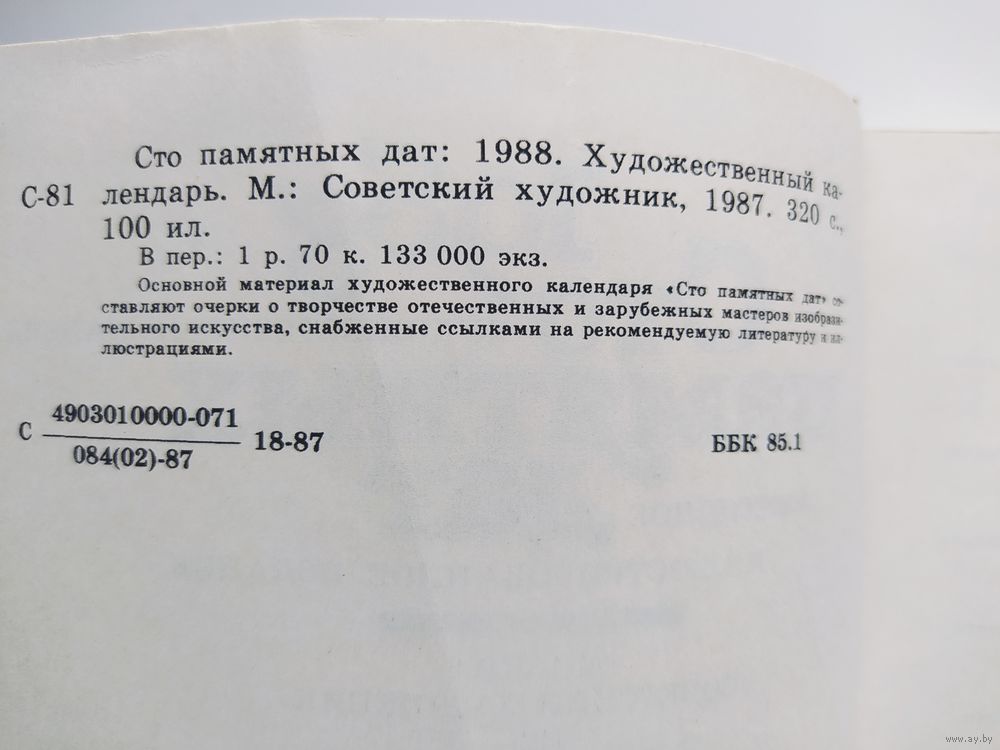 Сто памятных дат: 1988. Художественный ка-
С-81 лендарь. М.: Советский художник, 1987. 320 с.,
100 ил.
В пер.: 1 р. 70 к. 133 000 экз.
Основной материал художественного календаря «Сто памятных дат» со-
ставляют очерки о творчестве отечественных и зарубежных мастеров изобрази-
тельного искусства, снабженные ссылками на рекомендуемую литературу и ил-
люстрациями.
С 4903010000-071
084(02)-87 18-87 ББК 85.1
www.ay.by